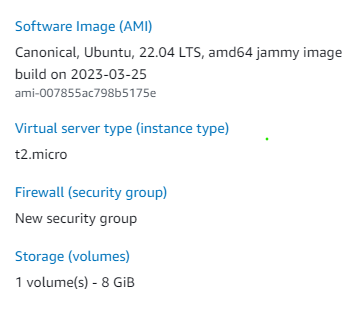 Software Image (AMI)
Canonical, Ubuntu, 22.04 LTS, amd64 jammy image
build on 2023-03-25
ami-007855ac798b5175e
Virtual server type (instance type)
t2.micro
Firewall (security group)
New security group
Storage (volumes)
1 volume(s) - 8 GiB